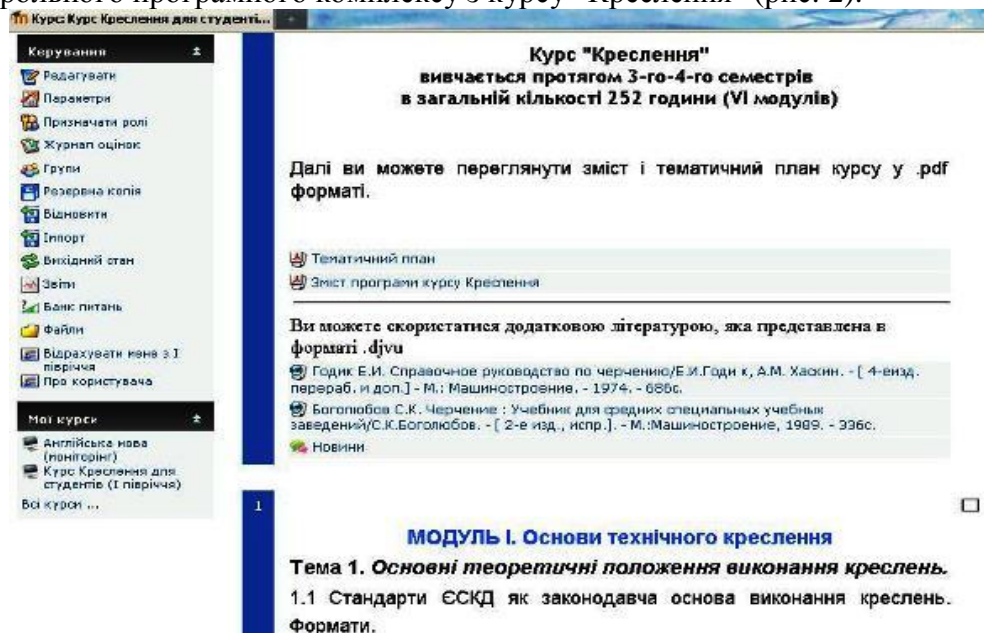 рольного програмного комплексу з курсу "Креслення" (рис. 2).
Курс: Курс Креслення для студенті...
Керування
Редагувати
Параметри
Призначати ролі
Журнал оцінок
Групи
Резервна копія
Відновити
Імпорт
Вихідний стан
Звіти
Банк питань
Файли
Відрахувати мене з І
півріччя
Про користувача
Мої курси
Англійська мова
(моніторінг)
Курс Креслення для
студентів (І півріччя)
Всі курси ...
Курс "Креслення"
вивчається протягом 3-го-4-го семестрів
в загальній кількості 252 години (VI модулів)
Далі ви можете переглянути зміст і тематичний план курсу у .pdf
форматі.
Тематичний план
Зміст програми курсу Креслення
Ви можете скористатися додатковою літературою, яка представлена в
форматі .djvu
Годик Е.И. Справочное руководство по черчению/Е.И.Годи к, А.М. Хаскин. - [ 4-еизд.
перераб. и доп.] - М.: Машиностроение. - 1974. - 686с.
Боголюбов С.К. Черчение : Учебник для средних специальных учебных
заведений/С.К.Боголюбов. - [ 2-е изд., испр.]. - М.:Машиностроение, 1989. - 336с.
Новини
1
МОДУЛЬ І. Основи технічного креслення
Тема 1. Основні теоретичні положення виконання креслень.
1.1 Стандарти ЄСКД як законодавча основа виконання креслень.
Формати.